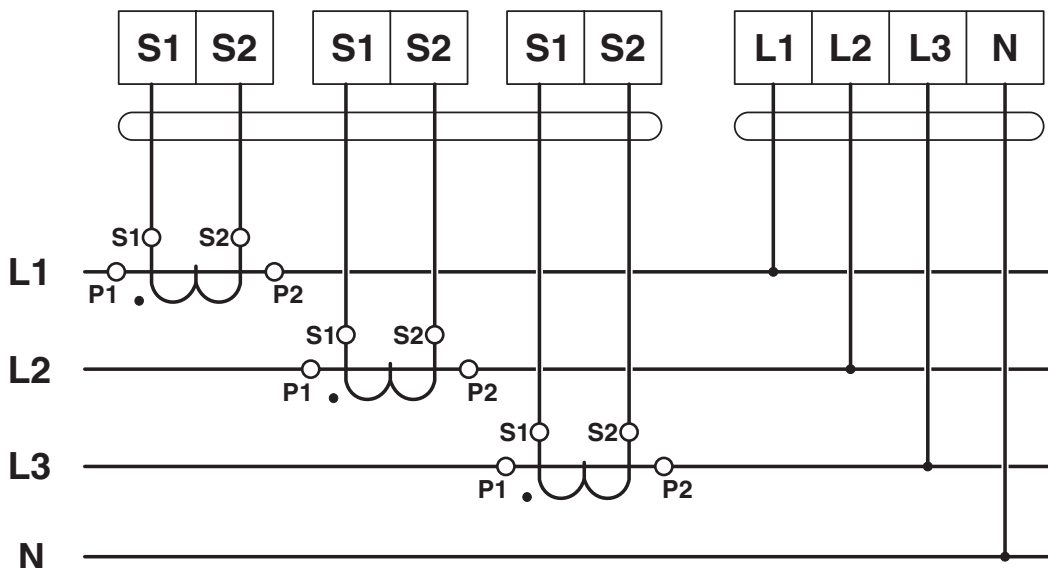 S1 S2 S1 S2 S1 S2 L1 L2 L3 N
S1 S2
L1
P1 P2
S1 S2
L2
P1 P2
S1 S2
L3
P1 P2
N